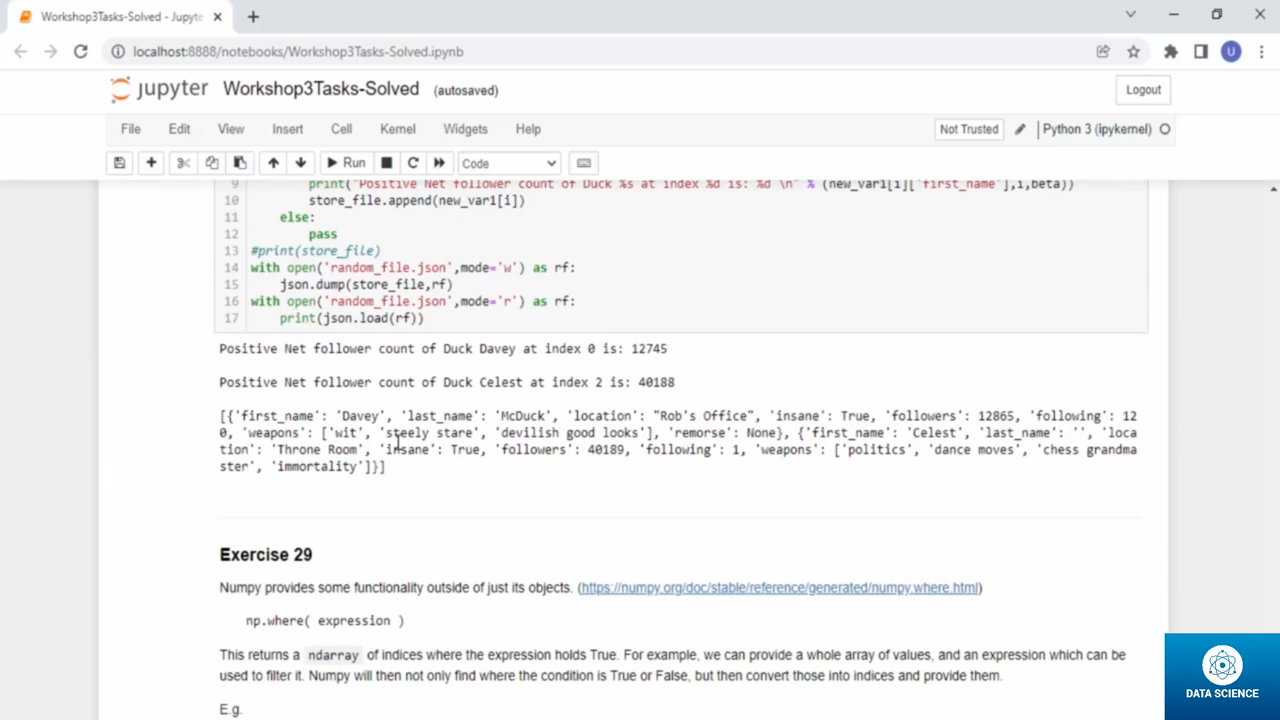 Workshop3Tasks-Solved - Jupyte
localhost:8888/notebooks/Workshop3Tasks-Solved.ipynb
U
jupyter Workshop3Tasks-Solved (autosaved)
Logout
File Edit View Insert Cell Kernel Widgets Help
Not Trusted Python 3 (ipykernel)
Run Code
9 print("Positive Net follower count of Duck %s at index %d is: %d \n" % (new_var1[i]['first_name'],i,beta))
10 store_file.append(new_var1[i])
11 else:
12 pass
13 #print(store_file)
14 with open('random_file.json',mode='w') as rf:
15 json.dump(store_file,rf)
16 with open('random_file.json',mode='r') as rf:
17 print(json.load(rf))
Positive Net follower count of Duck Davey at index 0 is: 12745
Positive Net follower count of Duck Celest at index 2 is: 40188
[{'first_name': 'Davey', 'last_name': 'McDuck', 'location': "Rob's Office", 'insane': True, 'followers': 12865, 'following': 12
0, 'weapons': ['wit', 'steely stare', 'devilish good looks'], 'remorse': None}, {'first_name': 'Celest', 'last_name': '', 'loca
tion': 'Throne Room', 'insane': True, 'followers': 40189, 'following': 1, 'weapons': ['politics', 'dance moves', 'chess grandma
ster', 'immortality']}]
Exercise 29
Numpy provides some functionality outside of just its objects. (https://numpy.org/doc/stable/reference/generated/numpy.where.html)
np.where( expression )
This returns a ndarray of indices where the expression holds True. For example, we can provide a whole array of values, and an expression which can be
used to filter it. Numpy will then not only find where the condition is True or False, but then convert those into indices and provide them.
E.g.
DATA SCIENCE